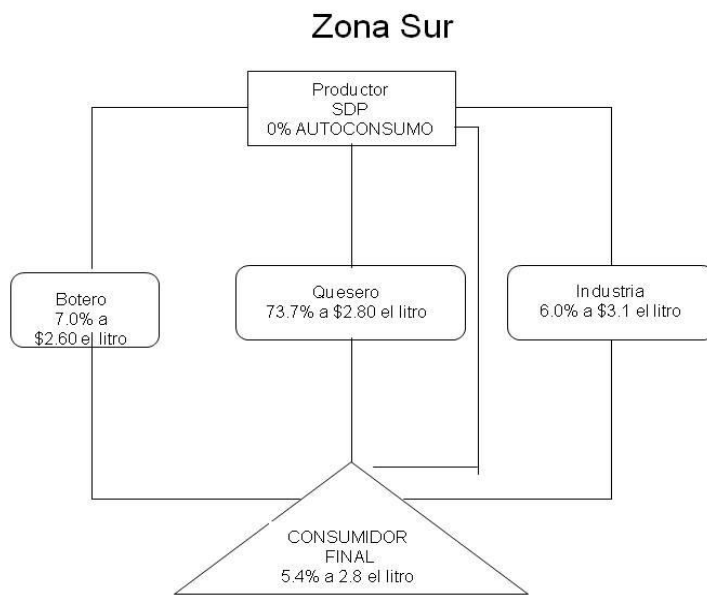 Zona Sur
Productor
SDP
0% AUTOCONSUMO
Botero
7.0% a
$2.60 el litro
Quesero
73.7% a $2.80 el litro
Industria
6.0% a $3.1 el litro
CONSUMIDOR
FINAL
5.4% a 2.8 el litro